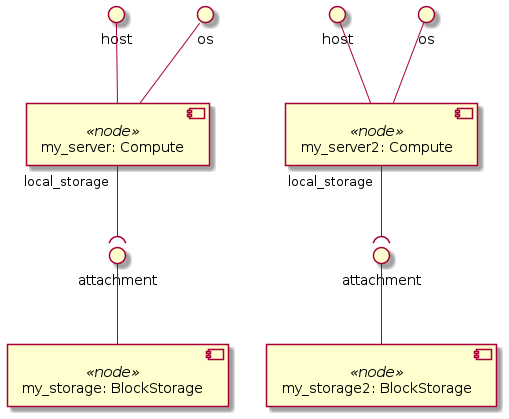 host
os
host
os
«node»
my_server: Compute
«node»
my_server2: Compute
local_storage
local_storage
attachment
attachment
«node»
my_storage: BlockStorage
«node»
my_storage2: BlockStorage